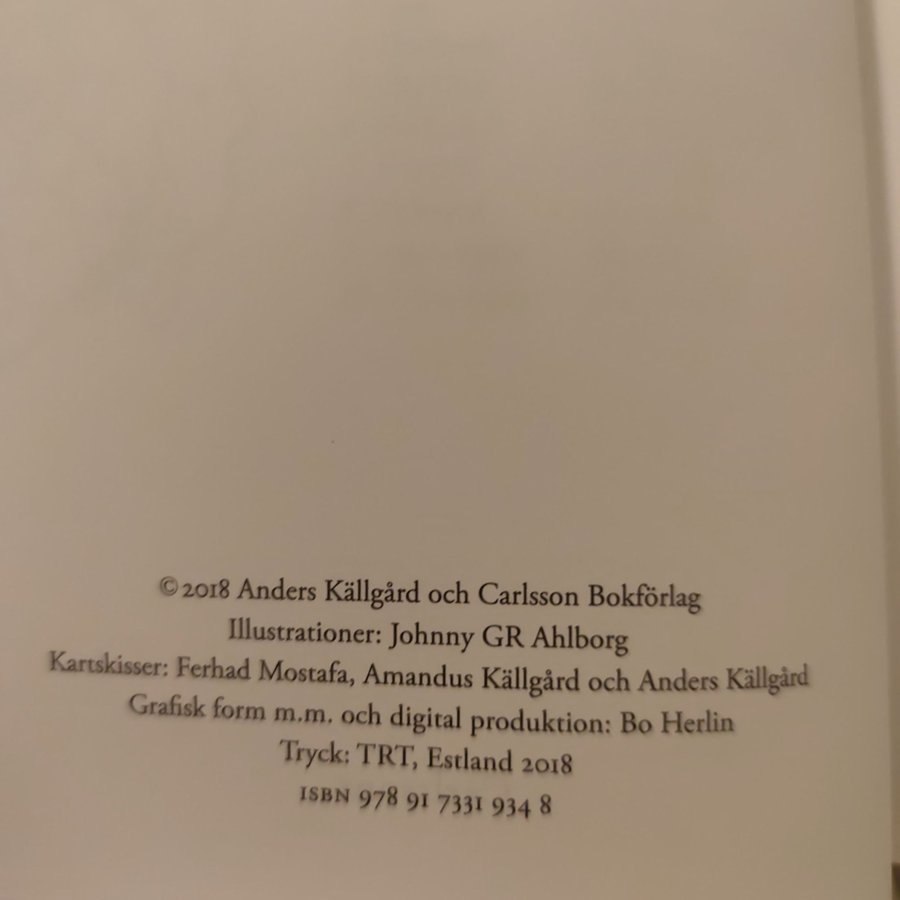 ©2018 Anders Källgård och Carlsson Bokförlag
Illustrationer: Johnny GR Ahlborg
Kartskisser: Ferhad Mostafa, Amandus Källgård och Anders Källgård
Grafisk form m.m. och digital produktion: Bo Herlin
Tryck: TRT, Estland 2018
ISBN 978 91 7331 934 8